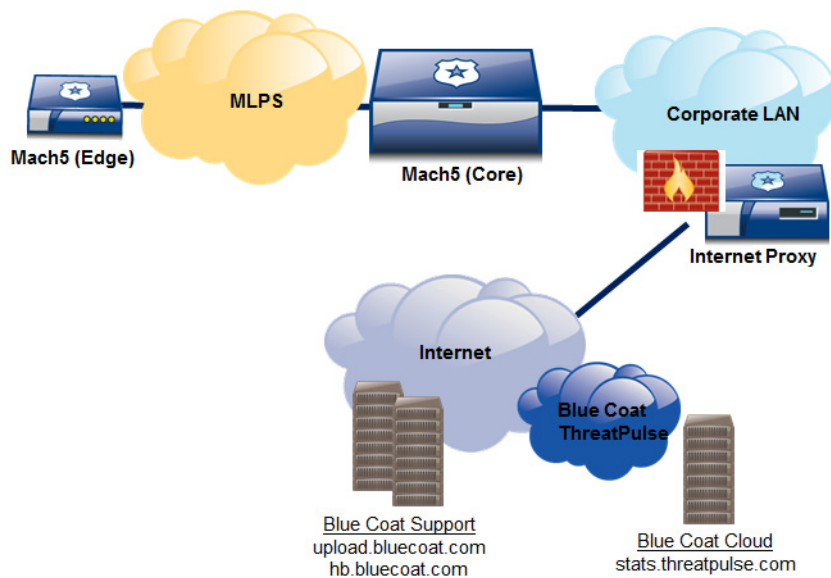 MLPS
Mach5 (Edge)
Mach5 (Core)
Corporate LAN
Internet Proxy
Internet
Blue Coat
ThreatPulse
Blue Coat Support
upload.bluecoat.com
hb.bluecoat.com
Blue Coat Cloud
stats.threatpulse.com